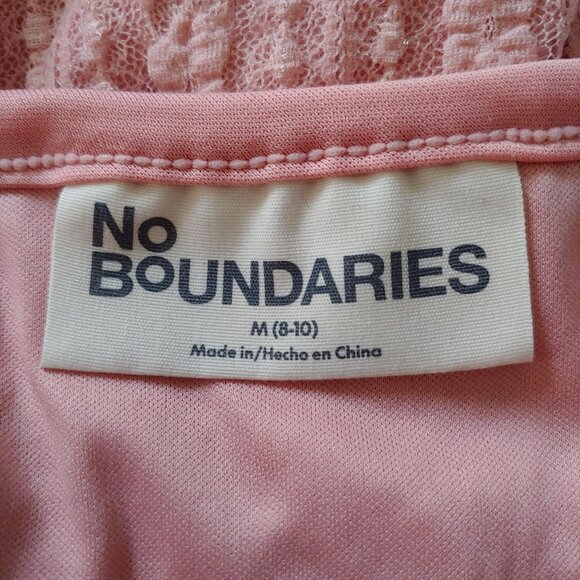 No
BoUNDARIES
M (8-10)
Made in/Hecho en China